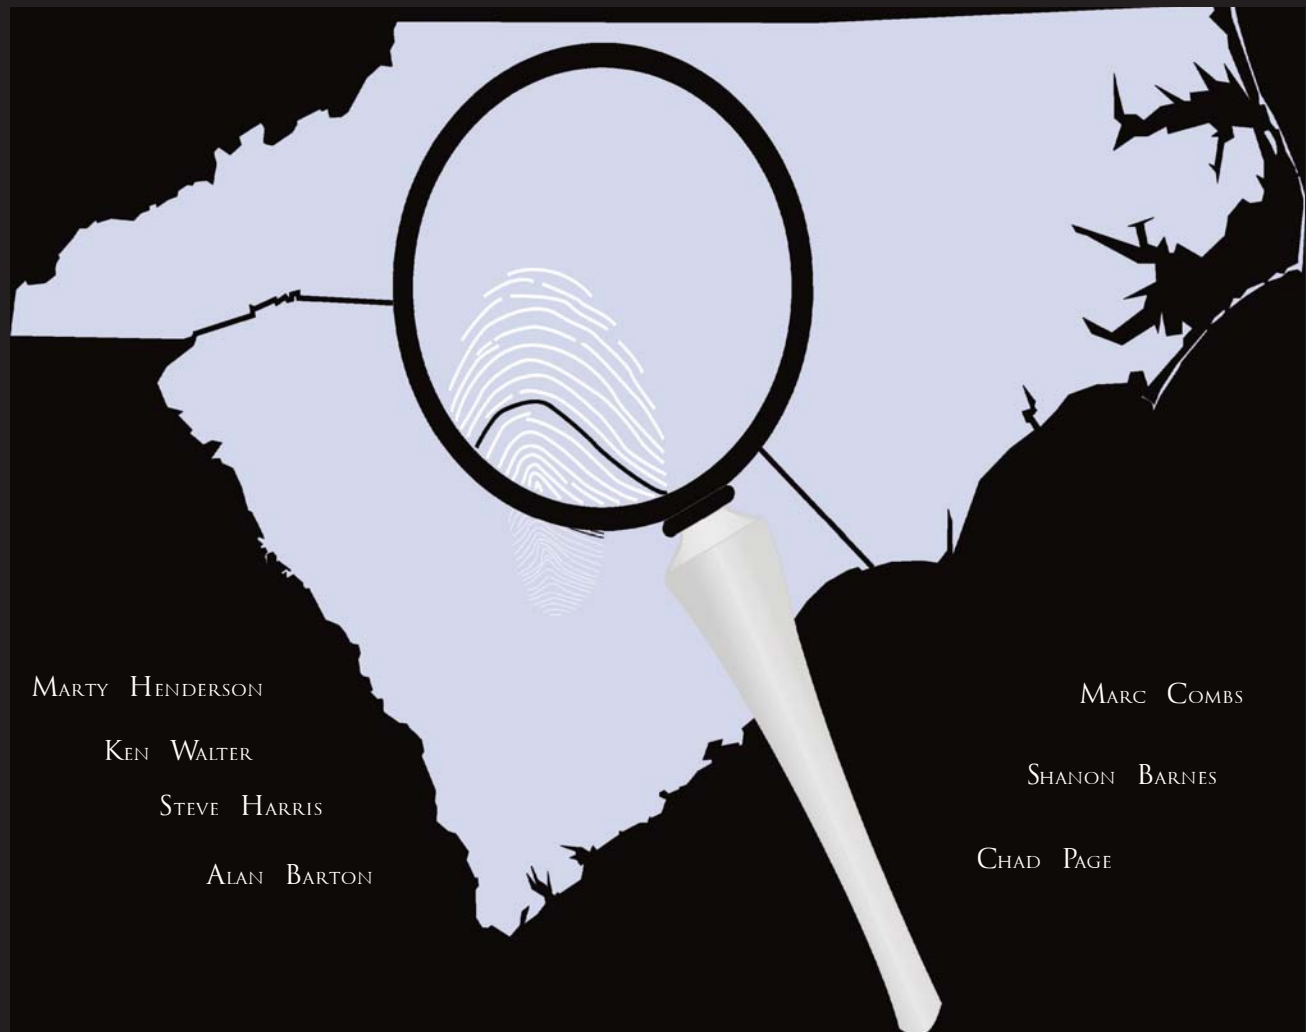 Marty Henderson
Ken Walter
Steve Harris
Alan Barton
Marc Combs
Shanon Barnes
Chad Page